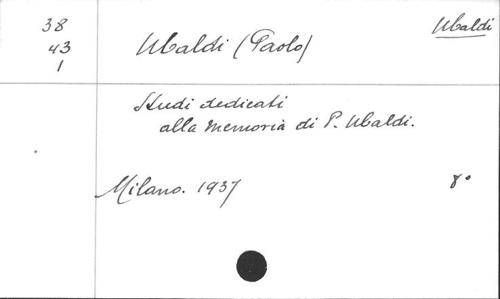 38
43
1
Ubaldi (Paolo)
Ubaldi
Studi dedicati
alla memoria di P. Ubaldi.
Milano. 1937
8°